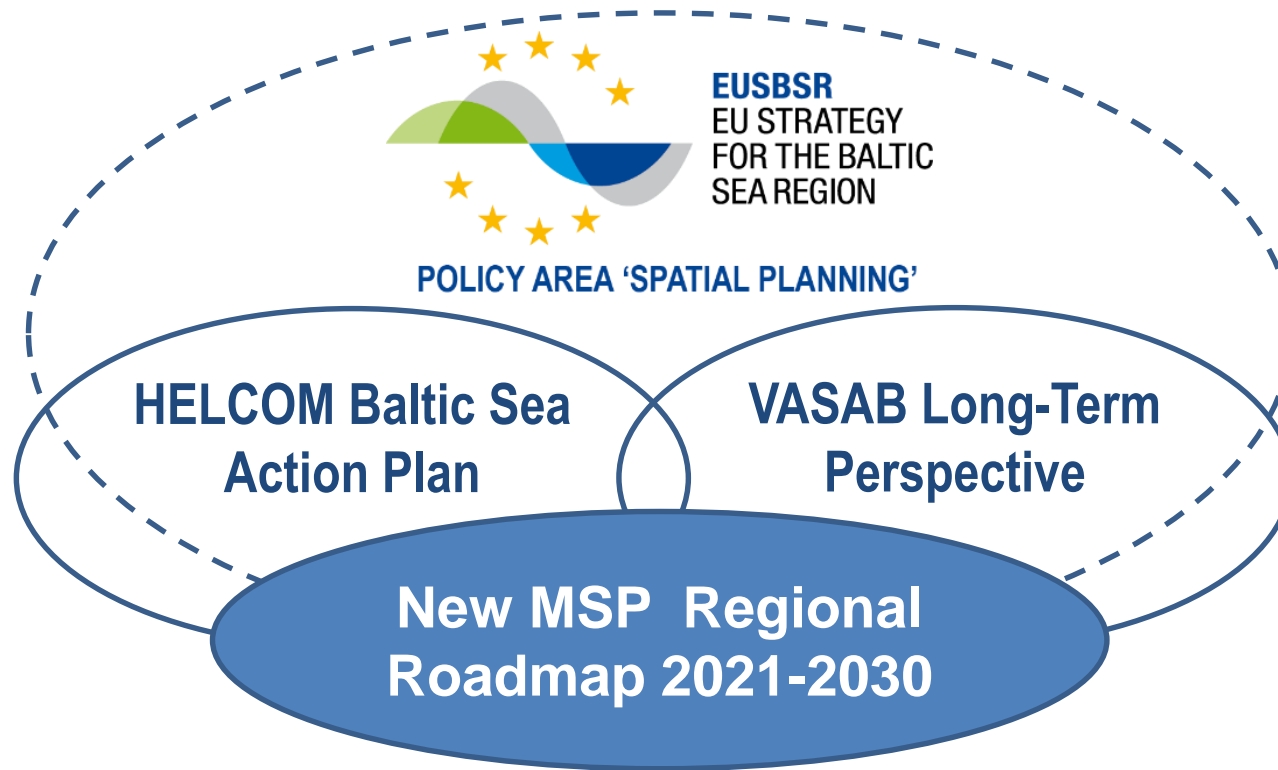 EUSBSR
EU STRATEGY
FOR THE BALTIC
SEA REGION
POLICY AREA ‘SPATIAL PLANNING’
HELCOM Baltic Sea
Action Plan
VASAB Long-Term
Perspective
New MSP  Regional
Roadmap 2021-2030